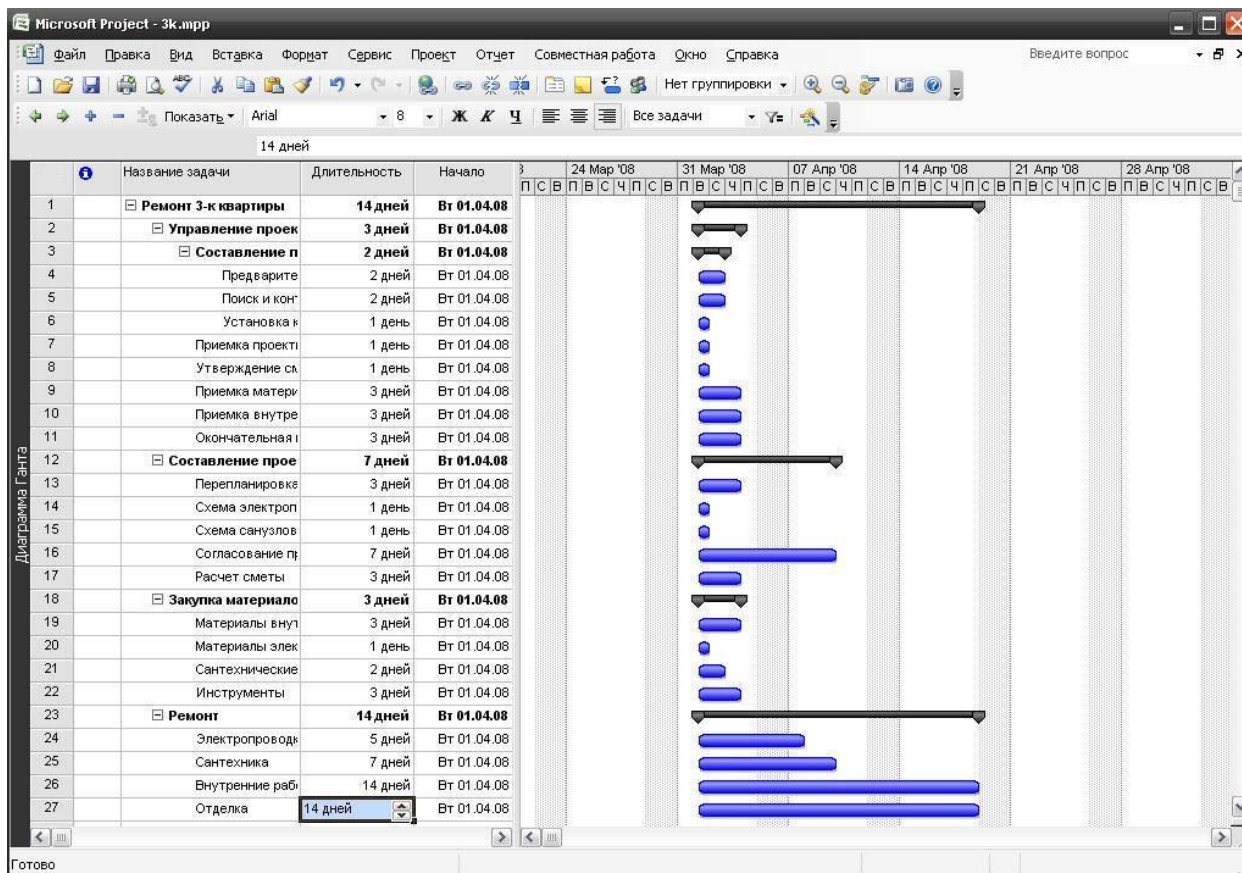 Microsoft Project - 3k.mpp
Файл Правка Вид Вставка Формат Сервис Проект Отчет Совместная работа Окно Справка Введите вопрос
Нет группировки
Показать Arial 8 Ж К Ч Все задачи
14 дней
Название задачи Длительность Начало 3 24 Мар '08 31 Мар '08 07 Апр '08 14 Апр '08 21 Апр '08 28 Апр '08
П С В П В С Ч П С В П В С Ч П С В П В С Ч П С В П В С Ч П С В П В С Ч П С В П В С Ч П С В
1 Ремонт 3-к квартиры 14 дней Вт 01.04.08
2 Управление проек 3 дней Вт 01.04.08
3 Составление п 2 дней Вт 01.04.08
4 Предварите 2 дней Вт 01.04.08
5 Поиск и кон 2 дней Вт 01.04.08
6 Установка к 1 день Вт 01.04.08
7 Приемка проект 1 день Вт 01.04.08
8 Утверждение см 1 день Вт 01.04.08
9 Приемка матери 3 дней Вт 01.04.08
10 Приемка внутре 3 дней Вт 01.04.08
11 Окончательная 3 дней Вт 01.04.08
12 Составление прое 7 дней Вт 01.04.08
13 Перепланировка 3 дней Вт 01.04.08
14 Схема электроп 1 день Вт 01.04.08
15 Схема санузлов 1 день Вт 01.04.08
16 Согласование пр 7 дней Вт 01.04.08
17 Расчет сметы 3 дней Вт 01.04.08
18 Закупка материало 3 дней Вт 01.04.08
19 Материалы внут 3 дней Вт 01.04.08
20 Материалы элек 1 день Вт 01.04.08
21 Сантехнические 2 дней Вт 01.04.08
22 Инструменты 3 дней Вт 01.04.08
23 Ремонт 14 дней Вт 01.04.08
24 Электропроводк 5 дней Вт 01.04.08
25 Сантехника 7 дней Вт 01.04.08
26 Внутренние раб 14 дней Вт 01.04.08
27 Отделка 14 дней Вт 01.04.08
Диаграмма Ганта
Готово